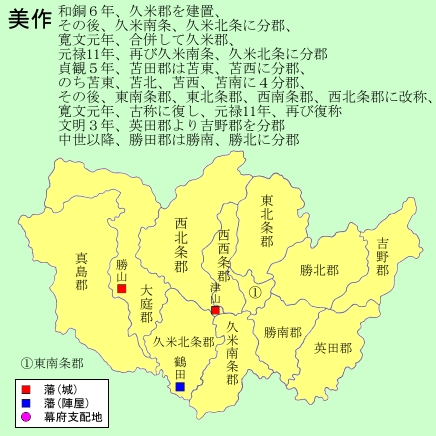 美作
和銅６年、久米郡を建置、
その後、久米南条、久米北条に分郡、
寛文元年、合併して久米郡、
元禄11年、再び久米南条、久米北条に分郡
貞観５年、苫田郡は苫東、苫西に分郡、
のち苫東、苫北、苫西、苫南に４分郡、
その後、東南条郡、東北条郡、西南条郡、西北条郡に改称、
寛文元年、古称に復し、元禄11年、再び復称
文明３年、英田郡より吉野郡を分郡
中世以降、勝田郡は勝南、勝北に分郡
東北条郡
西北条郡
西西条郡
吉野郡
真島郡
勝山
勝北郡
大庭郡
津山
①
久米北条郡
久米南条郡
勝南郡
英田郡
鶴田
①東南条郡
藩（城）
藩（陣屋）
幕府支配地